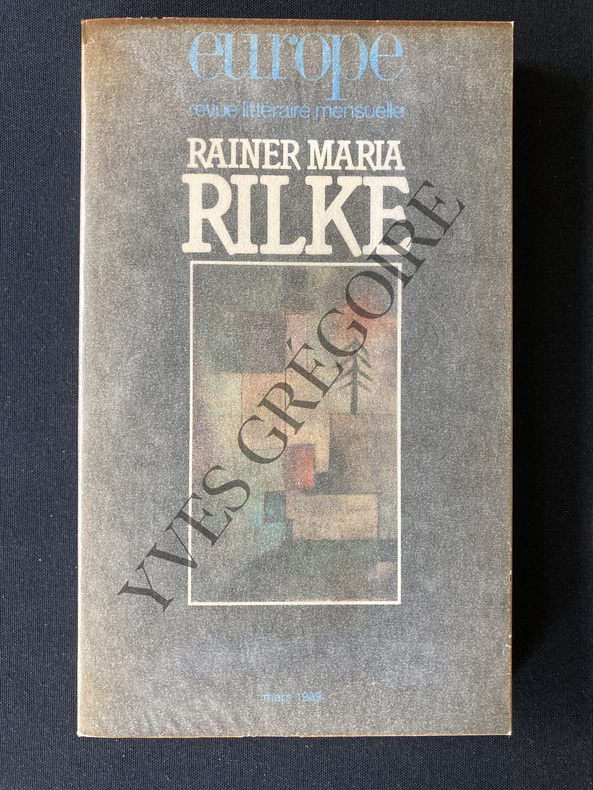 europe
revue littéraire mensuelle
RAINER MARIA
RILKE
YVES GRÉGOIRE
mars 1989